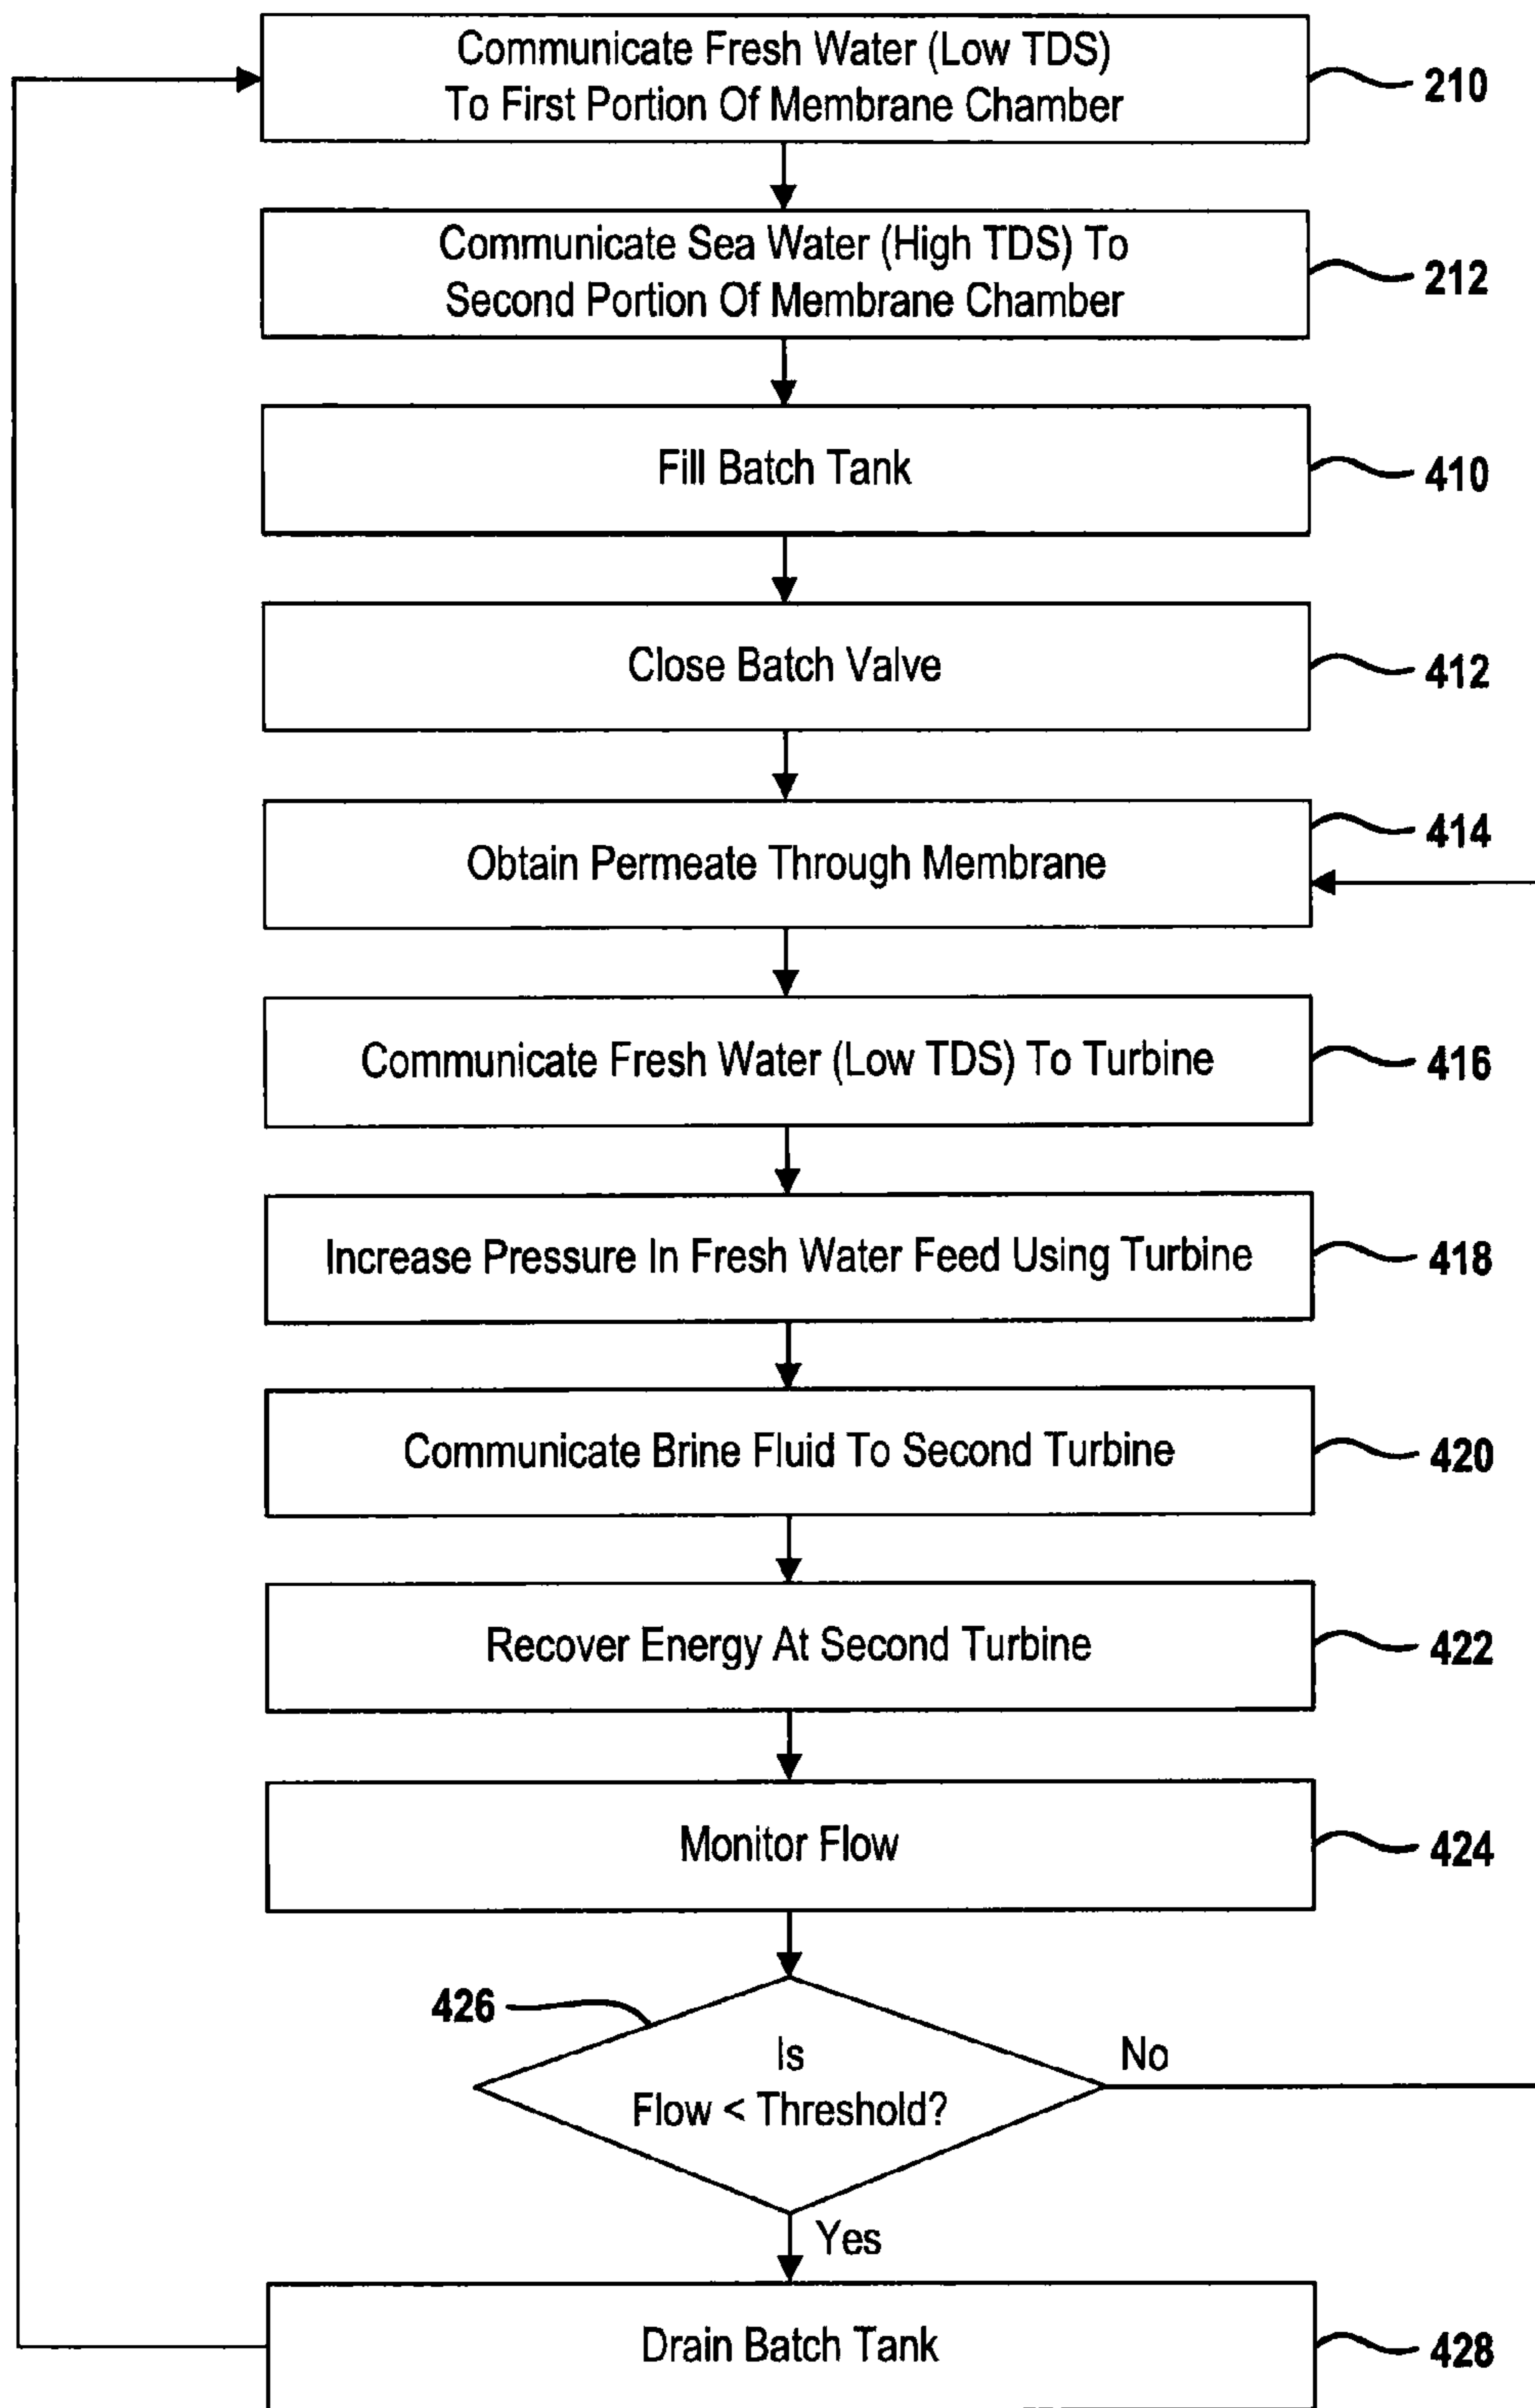 Communicate Fresh Water (Low TDS)
To First Portion Of Membrane Chamber
210
Communicate Sea Water (High TDS) To
Second Portion Of Membrane Chamber
212
Fill Batch Tank
410
Close Batch Valve
412
Obtain Permeate Through Membrane
414
Communicate Fresh Water (Low TDS) To Turbine
416
Increase Pressure In Fresh Water Feed Using Turbine
418
Communicate Brine Fluid To Second Turbine
420
Recover Energy At Second Turbine
422
Monitor Flow
424
426
Is
Flow < Threshold?
No
Yes
Drain Batch Tank
428